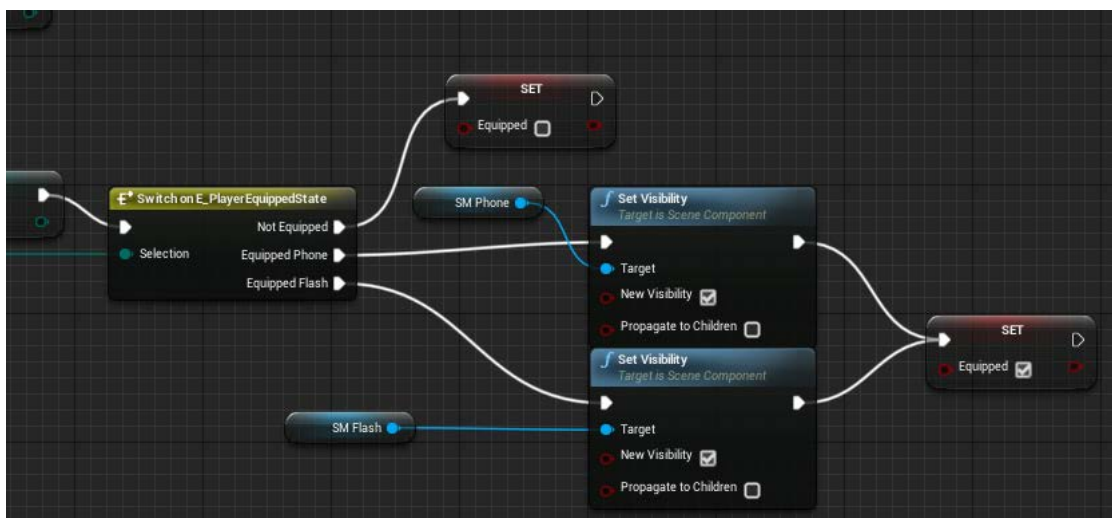 SET
Equipped
Switch on E_PlayerEquippedState
Not Equipped
Selection
Equipped Phone
Equipped Flash
SM Phone
Set Visibility
Target is Scene Component
Target
New Visibility
Propagate to Children
SM Flash
Set Visibility
Target is Scene Component
Target
New Visibility
Propagate to Children
SET
Equipped